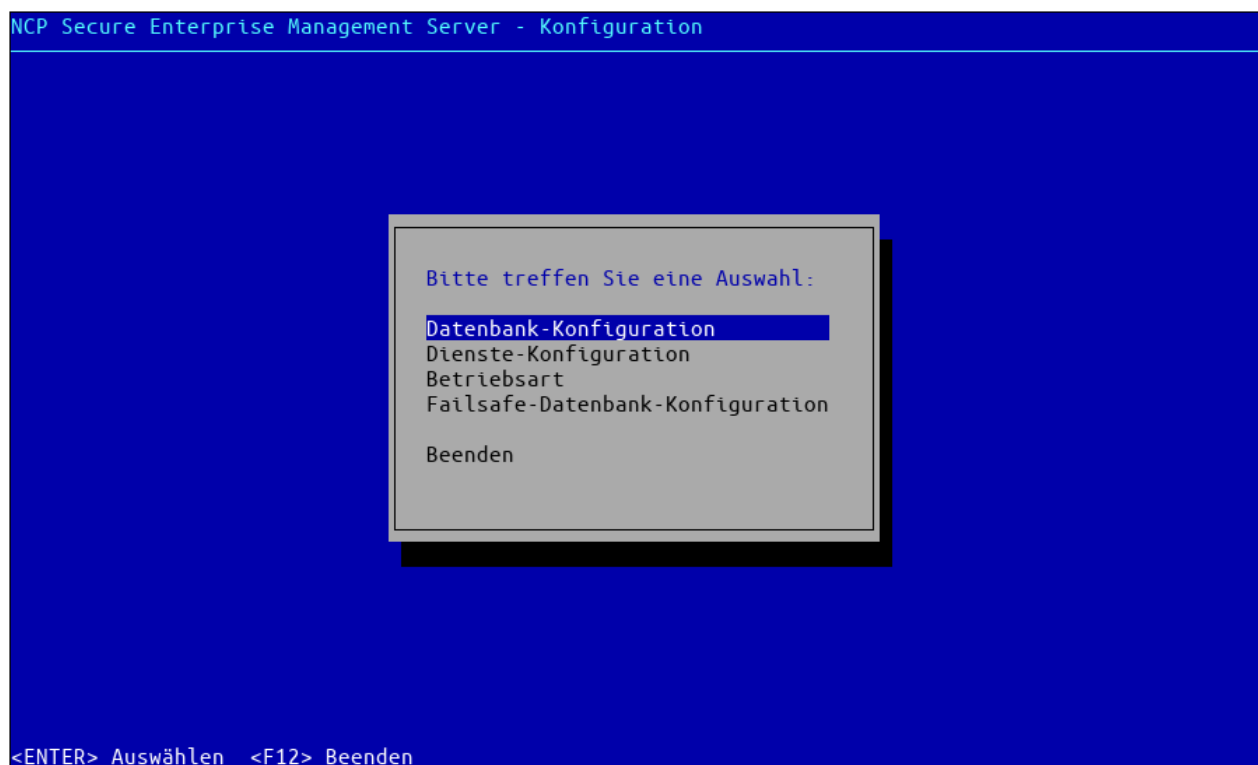 NCP Secure Enterprise Management Server - Konfiguration
Bitte treffen Sie eine Auswahl:
Datenbank-Konfiguration
Dienste-Konfiguration
Betriebsart
Failsafe-Datenbank-Konfiguration
Beenden
<ENTER> Auswählen <F12> Beenden